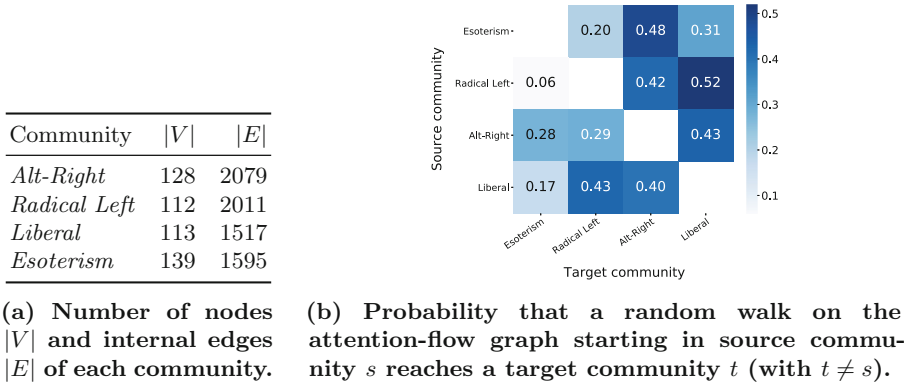 Community |V| |E|
Alt-Right 128 2079
Radical Left 112 2011
Liberal 113 1517
Esoterism 139 1595
(a) Number of nodes
|V| and internal edges
|E| of each community.
Source community
Esoterism 0.20 0.48 0.31
Radical Left 0.06 0.42 0.52
Alt-Right 0.28 0.29 0.43
Liberal 0.17 0.43 0.40
Esoterism Radical Left Alt-Right Liberal
Target community
0.5
0.4
0.3
0.2
0.1
(b) Probability that a random walk on the
attention-flow graph starting in source commu-
nity s reaches a target community t (with t ≠ s).